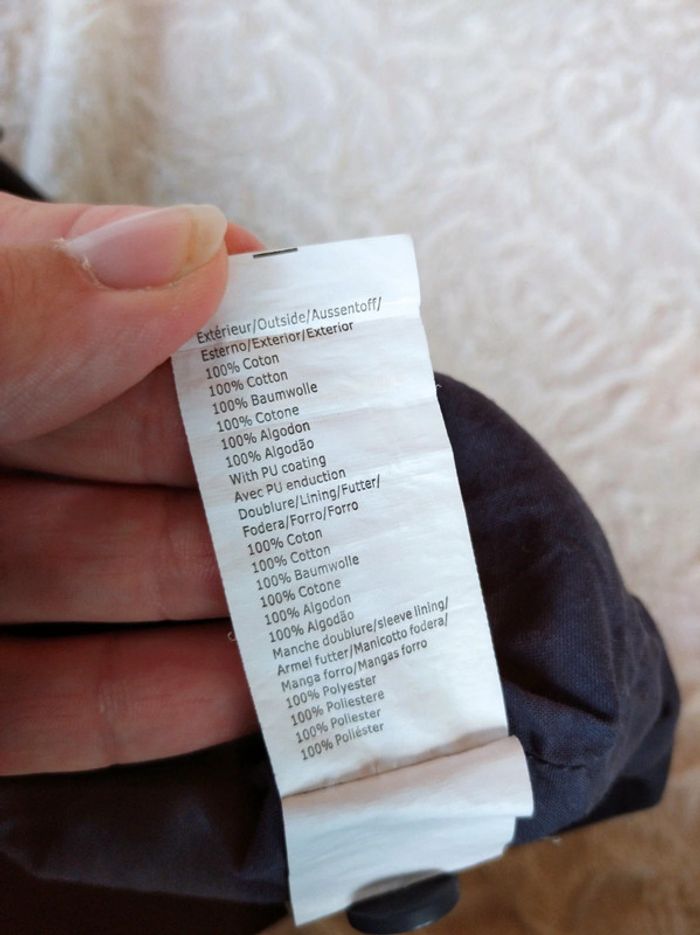 Extérieur/Outside/Aussentoff/
Esterno/Exterior/Exterior
100% Coton
100% Cotton
100% Baumwolle
100% Cotone
100% Algodon
100% Algodão
With PU coating
Avec PU enduction
Doublure/Lining/Futter/
Fodera/Forro/Forro
100% Coton
100% Cotton
100% Baumwolle
100% Cotone
100% Algodon
100% Algodão
Manche doublure/sleeve lining/
Armel futter/Manicotto fodera/
Manga forro/Mangas forro
100% Polyester
100% Poliestere
100% Poliester
100% Poliéster